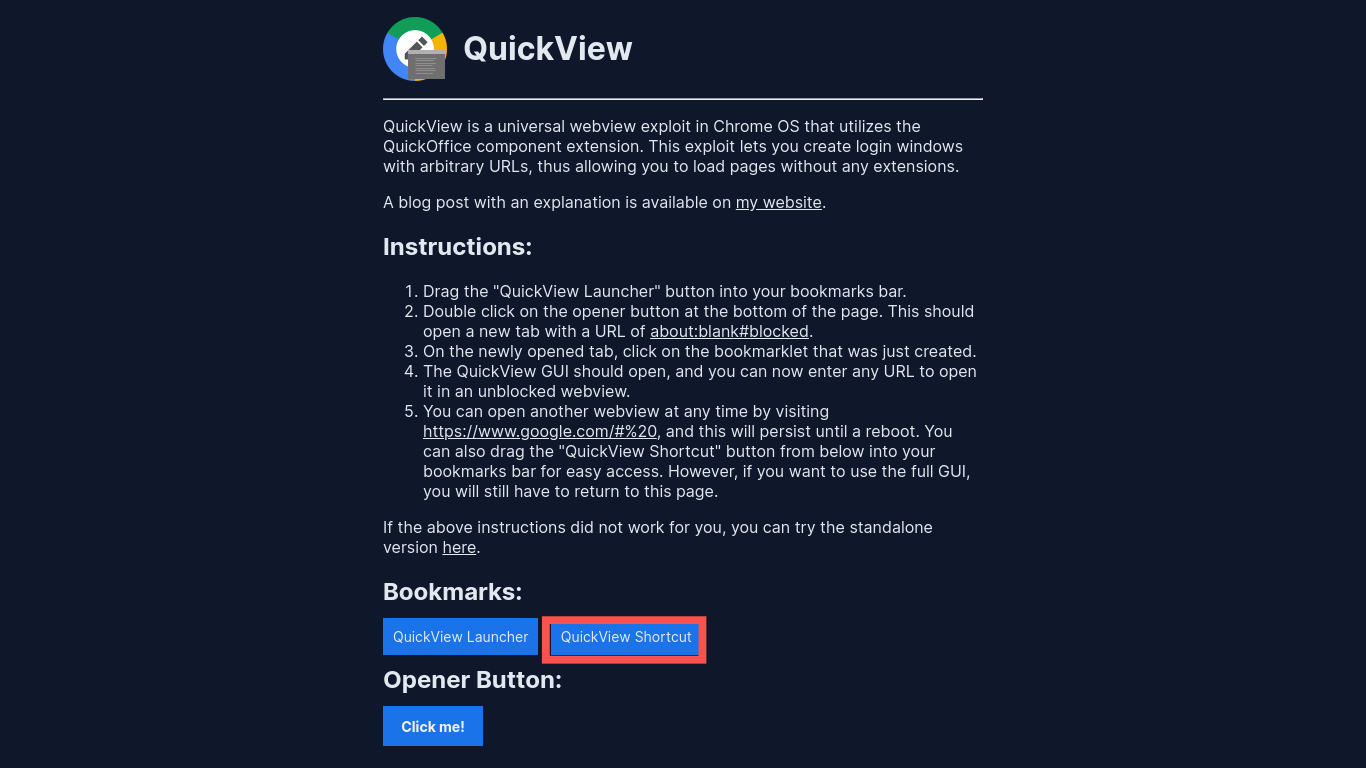 QuickView
QuickView is a universal webview exploit in Chrome OS that utilizes the
QuickOffice component extension. This exploit lets you create login windows
with arbitrary URLs, thus allowing you to load pages without any extensions.
A blog post with an explanation is available on my website.
Instructions:
1. Drag the "QuickView Launcher" button into your bookmarks bar.
2. Double click on the opener button at the bottom of the page. This should
open a new tab with a URL of about:blank#blocked.
3. On the newly opened tab, click on the bookmarklet that was just created.
4. The QuickView GUI should open, and you can now enter any URL to open
it in an unblocked webview.
5. You can open another webview at any time by visiting
https://www.google.com/#%20, and this will persist until a reboot. You
can also drag the "QuickView Shortcut" button from below into your
bookmarks bar for easy access. However, if you want to use the full GUI,
you will still have to return to this page.
If the above instructions did not work for you, you can try the standalone
version here.
Bookmarks:
QuickView Launcher QuickView Shortcut
Opener Button:
Click me!